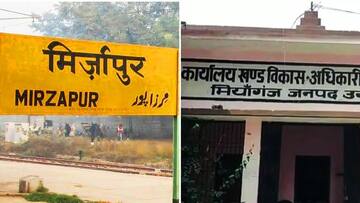 मिर्ज़ापुर
MIRZAPUR مرزاپور
कार्यालय खण्ड विकास-अधिकारी
मियाँगंज जनपद उ